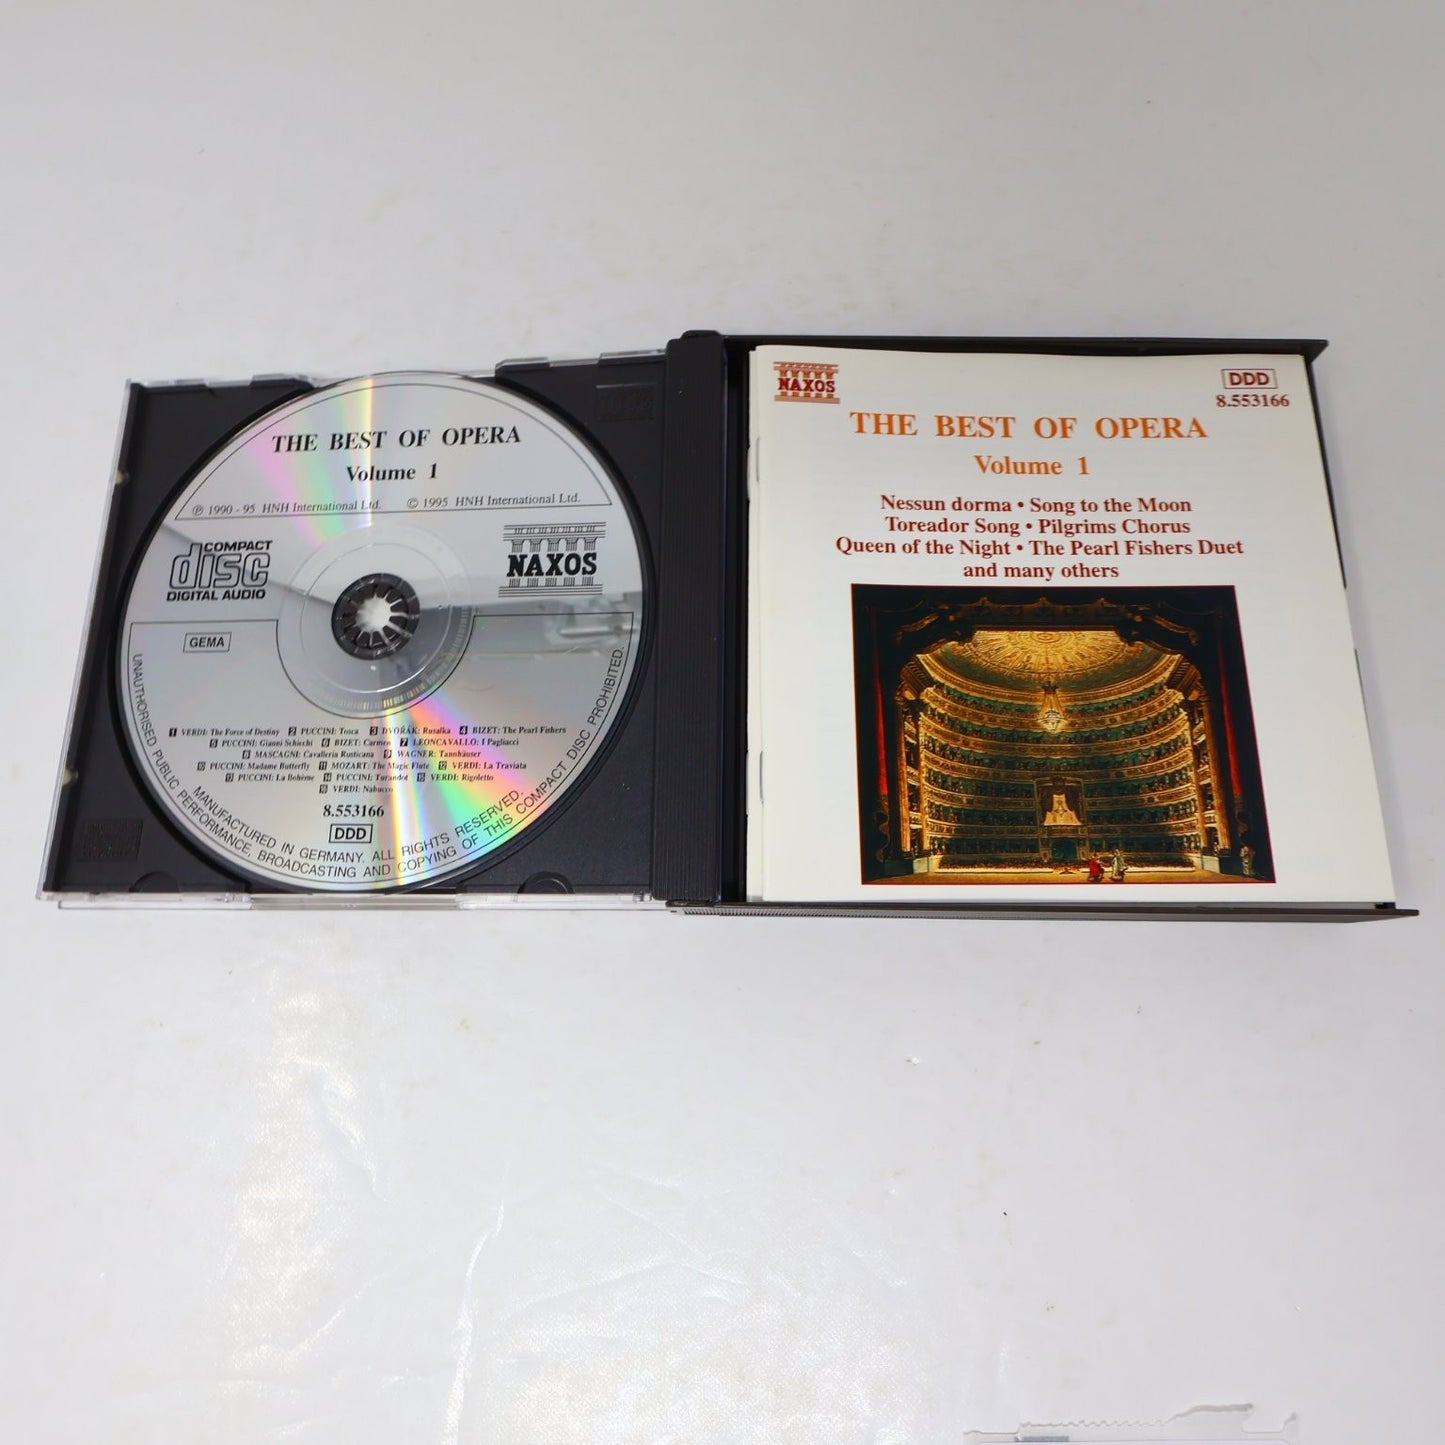 THE BEST OF OPERA
Volume 1
℗ 1990 - 95 HNH International Ltd. © 1995 HNH International Ltd.
COMPACT
disc
DIGITAL AUDIO
NAXOS
GEMA
1 VERDI: The Force of Destiny 2 PUCCINI: Tosca 3 DVOŘÁK: Rusalka 4 BIZET: The Pearl Fishers
5 PUCCINI: Gianni Schicchi 6 BIZET: Carmen 7 LEONCAVALLO: I Pagliacci
8 MASCAGNI: Cavalleria Rusticana 9 WAGNER: Tannhäuser
10 PUCCINI: Madame Butterfly 11 MOZART: The Magic Flute 12 VERDI: La Traviata
13 PUCCINI: La Bohème 14 PUCCINI: Turandot 15 VERDI: Rigoletto
16 VERDI: Nabucco
8.553166
DDD
MANUFACTURED IN GERMANY. ALL RIGHTS RESERVED.
UNAUTHORISED PUBLIC PERFORMANCE, BROADCASTING AND COPYING OF THIS COMPACT DISC PROHIBITED.
NAXOS
DDD
8.553166
THE BEST OF OPERA
Volume 1
Nessun dorma • Song to the Moon
Toreador Song • Pilgrims Chorus
Queen of the Night • The Pearl Fishers Duet
and many others